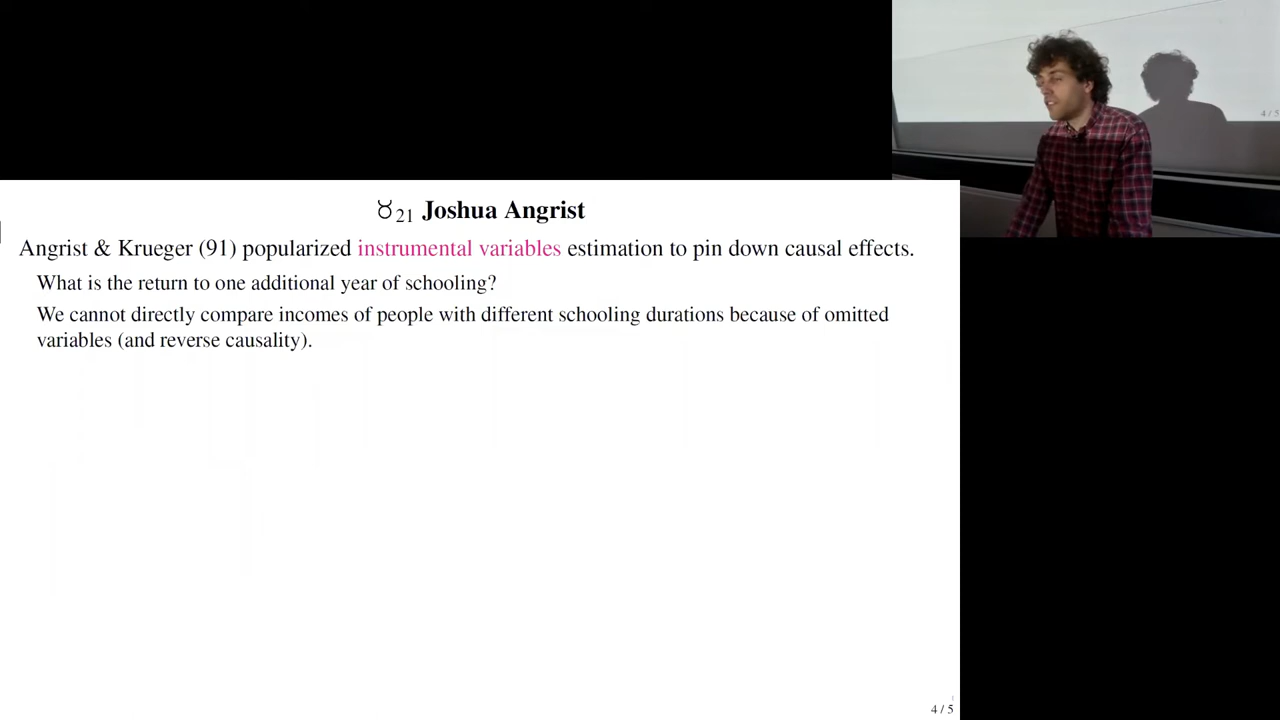 4 / 5
♉21 Joshua Angrist
Angrist & Krueger (91) popularized instrumental variables estimation to pin down causal effects.
What is the return to one additional year of schooling?
We cannot directly compare incomes of people with different schooling durations because of omitted
variables (and reverse causality).
4 / 5